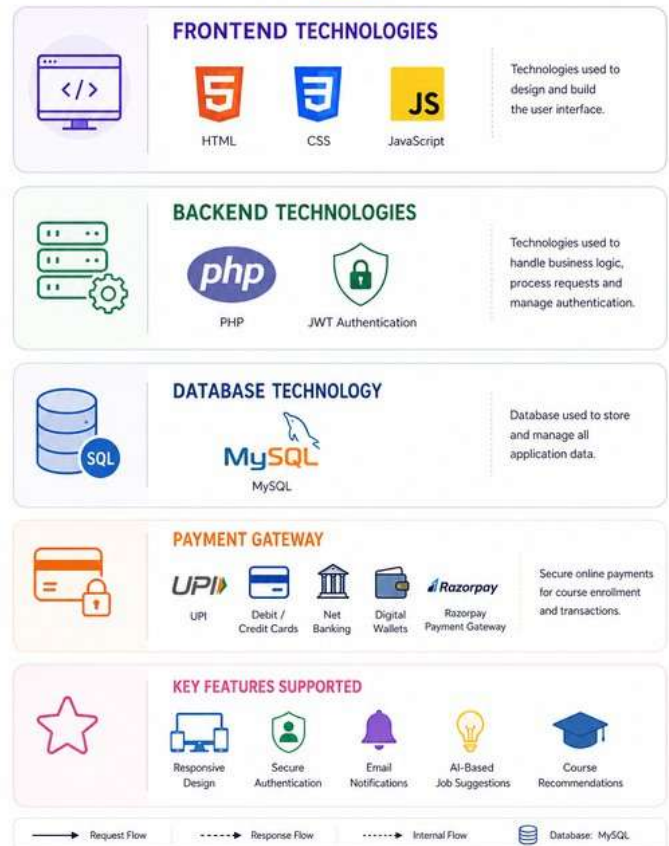 FRONTEND TECHNOLOGIES
</>
5
3
JS
HTML
CSS
JavaScript
Technologies used to
design and build
the user interface.
BACKEND TECHNOLOGIES
php
PHP
JWT Authentication
Technologies used to
handle business logic,
process requests and
manage authentication.
DATABASE TECHNOLOGY
SQL
MySQL
MySQL
Database used to store
and manage all
application data.
PAYMENT GATEWAY
UPI
UPI
Debit /
Credit Cards
Net
Banking
Digital
Wallets
Razorpay
Razorpay
Payment Gateway
Secure online payments
for course enrollment
and transactions.
KEY FEATURES SUPPORTED
Responsive
Design
Secure
Authentication
Email
Notifications
AI-Based
Job Suggestions
Course
Recommendations
Request Flow
Response Flow
Internal Flow
Database: MySQL